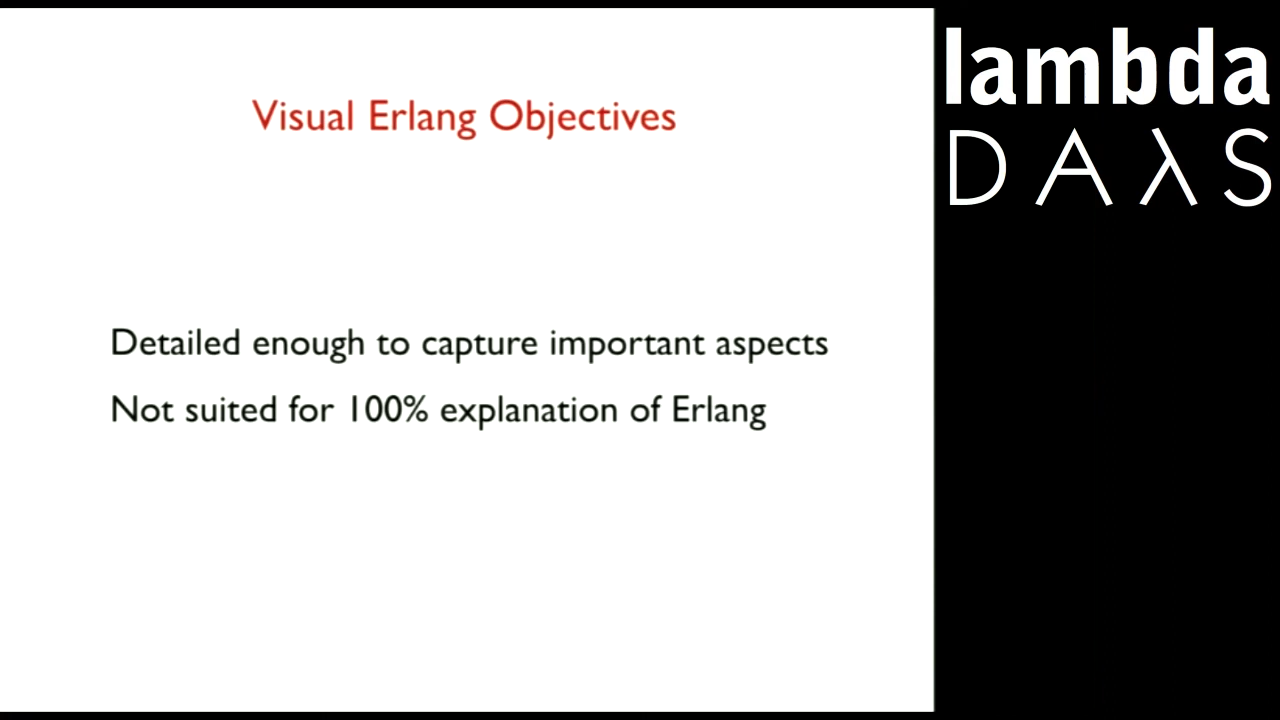 Visual Erlang Objectives
Detailed enough to capture important aspects
Not suited for 100% explanation of Erlang
lambda
DAλS